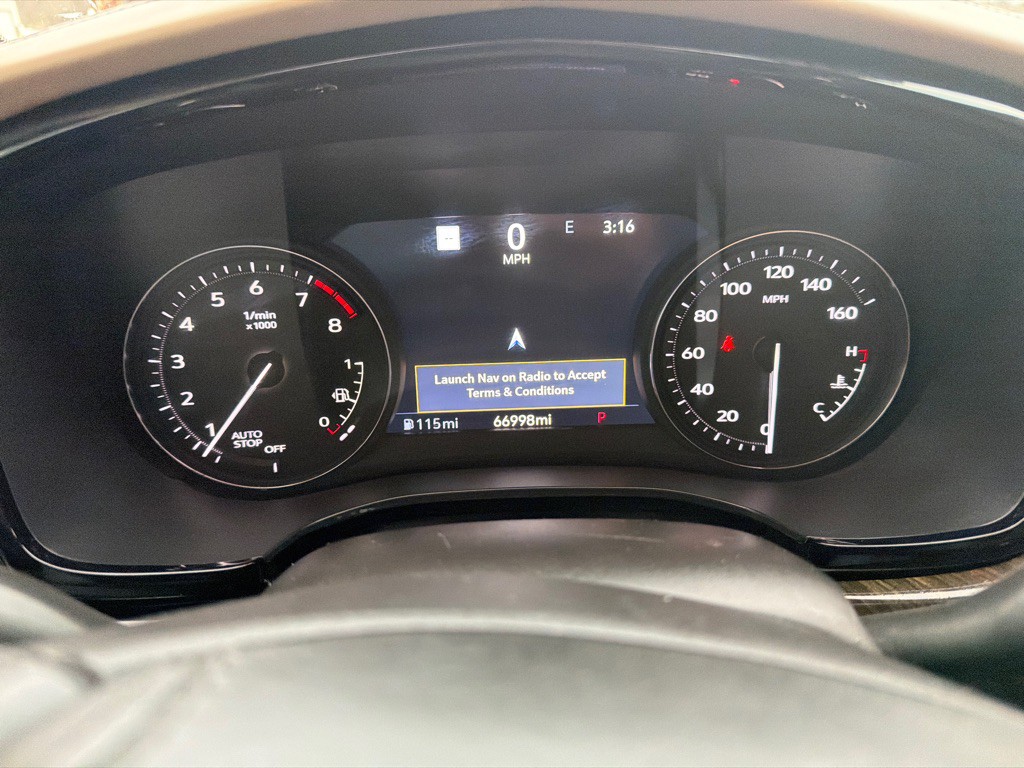 0 E 3:16
MPH
5 6 7
4 8
1/min
x1000
3
2
1
AUTO
STOP OFF
1
0
Launch Nav on Radio to Accept
Terms & Conditions
115mi 66998mi P
100 120 140
MPH
80 160
60
40
20
0
H
C